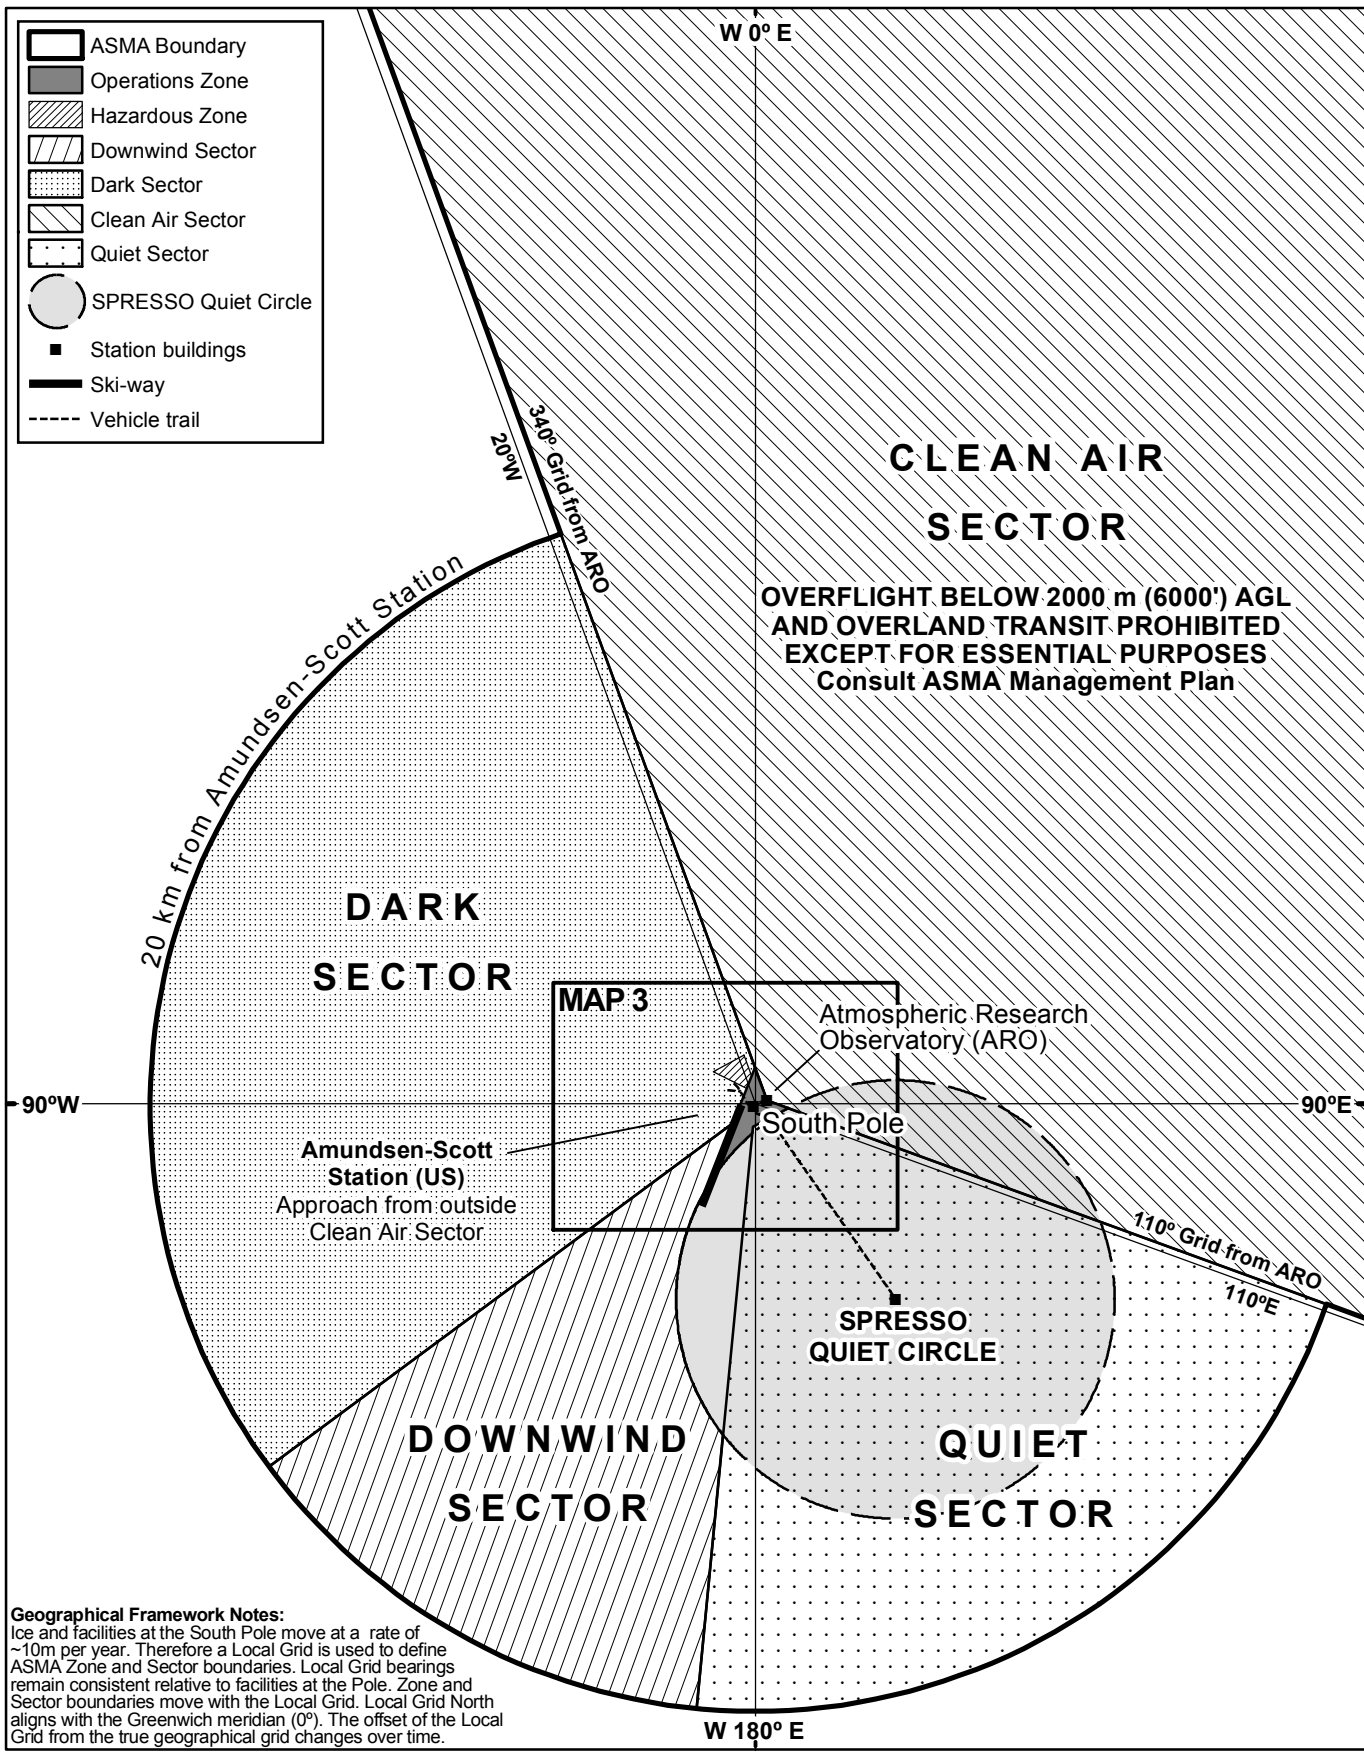 ASMA Boundary
Operations Zone
Hazardous Zone
Downwind Sector
Dark Sector
Clean Air Sector
Quiet Sector
SPRESSO Quiet Circle
Station buildings
Ski-way
Vehicle trail
W 0º E
340º Grid from ARO
20ºW
CLEAN AIR
SECTOR
OVERFLIGHT BELOW 2000 m (6000') AGL
AND OVERLAND TRANSIT PROHIBITED
EXCEPT FOR ESSENTIAL PURPOSES
Consult ASMA Management Plan
20 km from Amundsen-Scott Station
DARK
SECTOR
MAP 3
Atmospheric Research
Observatory (ARO)
90ºW
90ºE
South Pole
Amundsen-Scott
Station (US)
Approach from outside
Clean Air Sector
110º Grid from ARO
110ºE
SPRESSO
QUIET CIRCLE
DOWNWIND
SECTOR
QUIET
SECTOR
W 180º E
Geographical Framework Notes:
Ice and facilities at the South Pole move at a rate of
~10m per year. Therefore a Local Grid is used to define
ASMA Zone and Sector boundaries. Local Grid bearings
remain consistent relative to facilities at the Pole. Zone and
Sector boundaries move with the Local Grid. Local Grid North
aligns with the Greenwich meridian (0º). The offset of the Local
Grid from the true geographical grid changes over time.